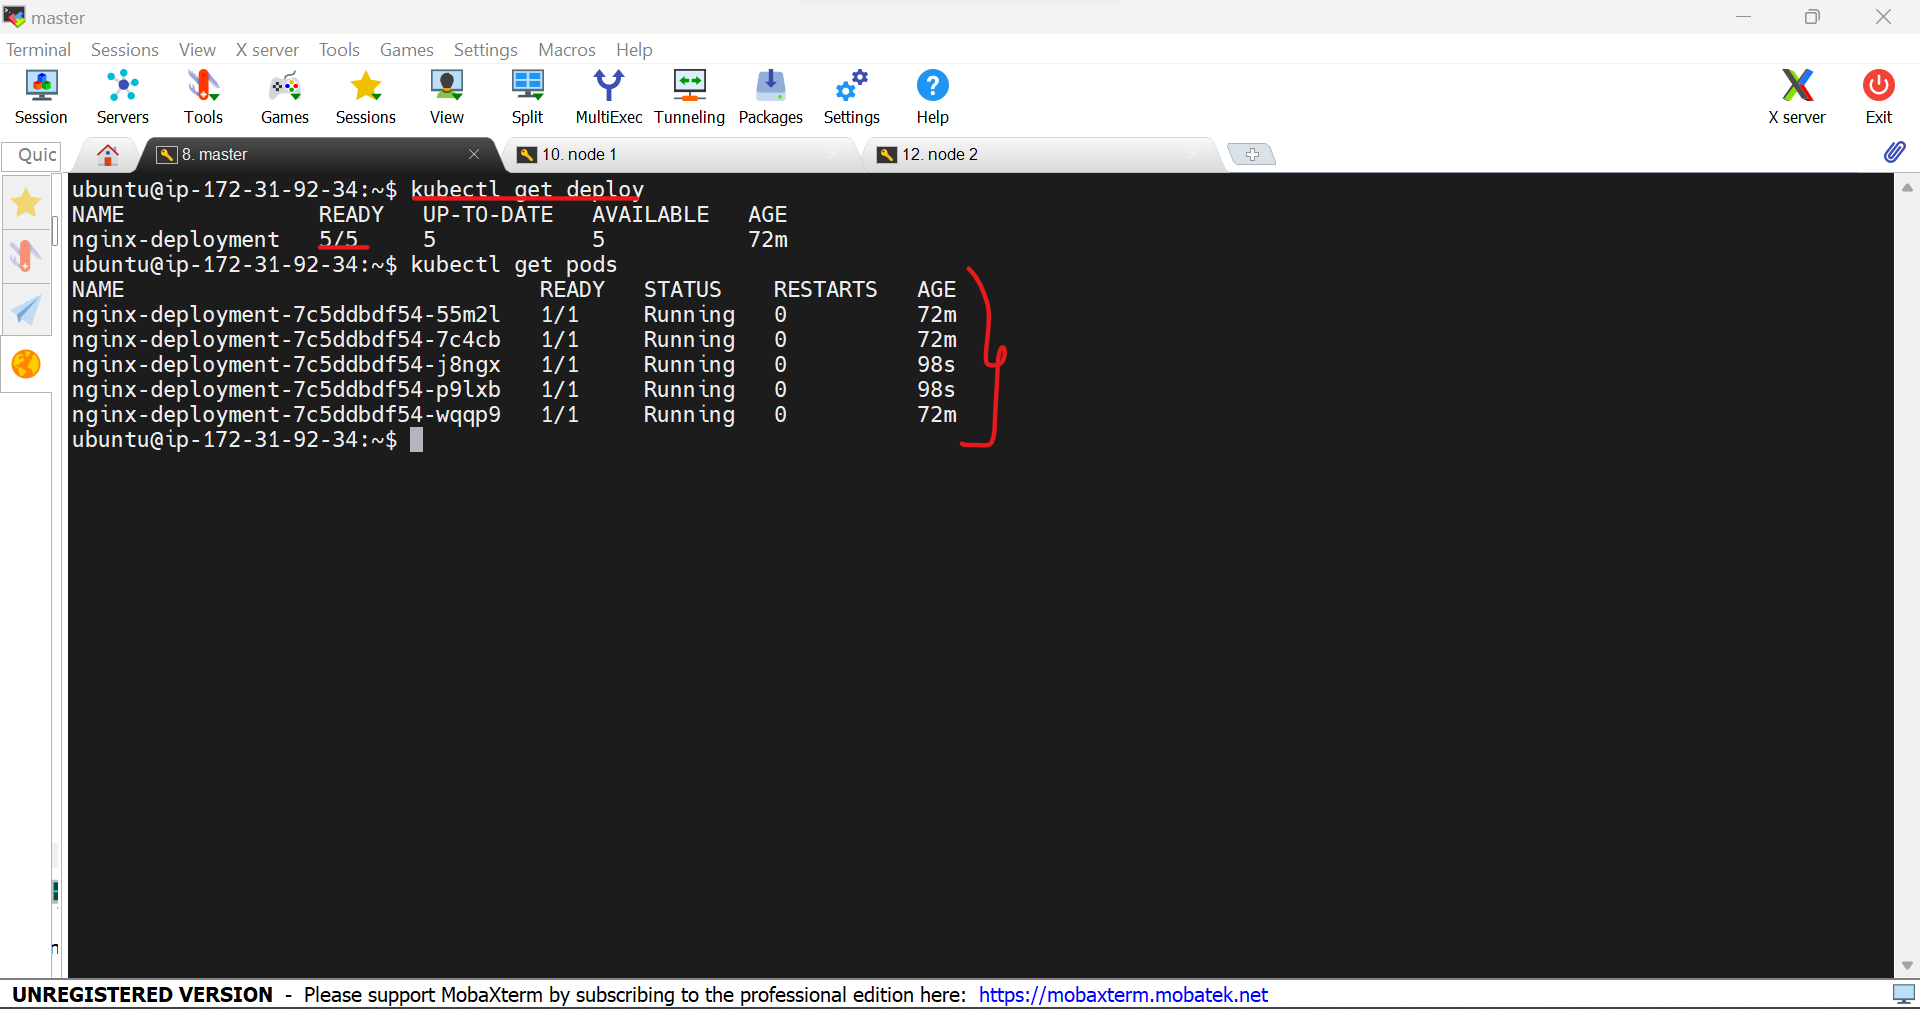 master
Terminal Sessions View X server Tools Games Settings Macros Help
Session Servers Tools Games Sessions View Split MultiExec Tunneling Packages Settings Help X server Exit
Quic 8. master 10. node 1 12. node 2
ubuntu@ip-172-31-92-34:~$ kubectl get deploy
NAME READY UP-TO-DATE AVAILABLE AGE
nginx-deployment 5/5 5 5 72m
ubuntu@ip-172-31-92-34:~$ kubectl get pods
NAME READY STATUS RESTARTS AGE
nginx-deployment-7c5ddbdf54-55m2l 1/1 Running 0 72m
nginx-deployment-7c5ddbdf54-7c4cb 1/1 Running 0 72m
nginx-deployment-7c5ddbdf54-j8ngx 1/1 Running 0 98s
nginx-deployment-7c5ddbdf54-p9lxb 1/1 Running 0 98s
nginx-deployment-7c5ddbdf54-wqqp9 1/1 Running 0 72m
ubuntu@ip-172-31-92-34:~$
UNREGISTERED VERSION - Please support MobaXterm by subscribing to the professional edition here: https://mobaxterm.mobatek.net